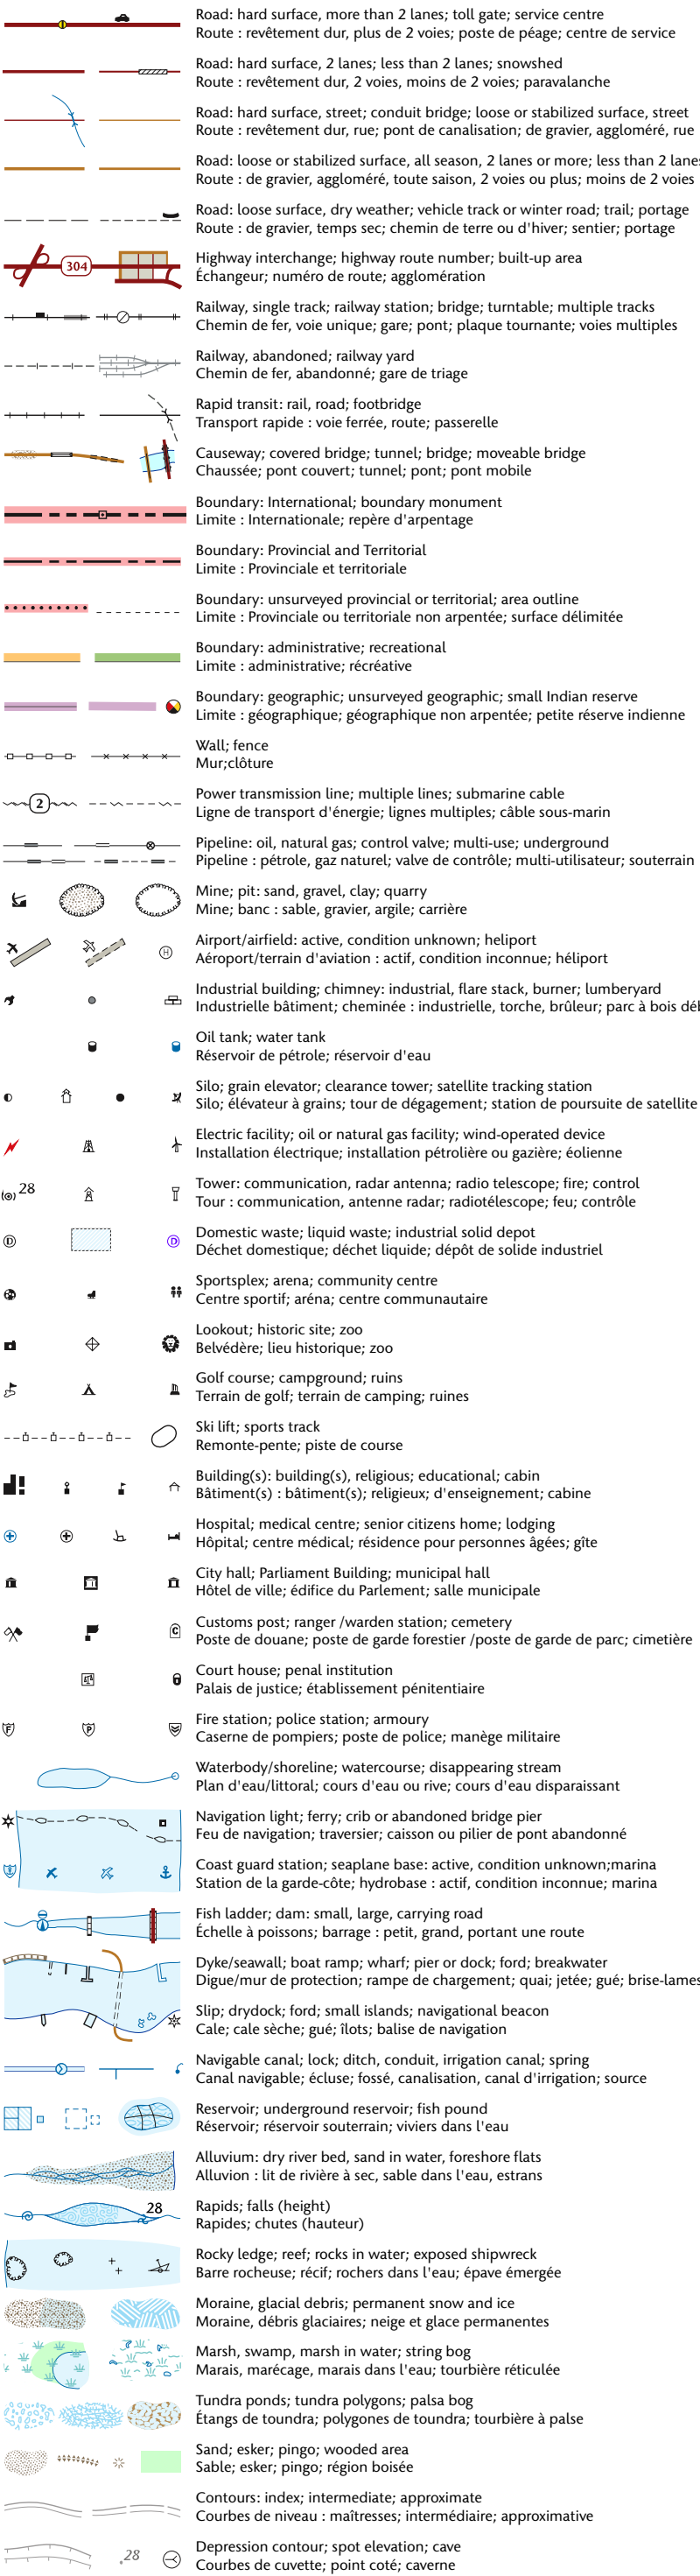 Road: hard surface, more than 2 lanes; toll gate; service centre
Route : revêtement dur, plus de 2 voies; poste de péage; centre de service
Road: hard surface, 2 lanes; less than 2 lanes; snowshed
Route : revêtement dur, 2 voies, moins de 2 voies; paravalanche
Road: hard surface, street; conduit bridge; loose or stabilized surface, street
Route : revêtement dur, rue; pont de canalisation; de gravier, aggloméré, rue
Road: loose or stabilized surface, all season, 2 lanes or more; less than 2 lanes
Route : de gravier, aggloméré, toute saison, 2 voies ou plus; moins de 2 voies
Road: loose surface, dry weather; vehicle track or winter road; trail; portage
Route : de gravier, temps sec; chemin de terre ou d'hiver; sentier; portage
304
Highway interchange; highway route number; built-up area
Échangeur; numéro de route; agglomération
Railway, single track; railway station; bridge; turntable; multiple tracks
Chemin de fer, voie unique; gare; pont; plaque tournante; voies multiples
Railway, abandoned; railway yard
Chemin de fer, abandonné; gare de triage
Rapid transit: rail, road; footbridge
Transport rapide : voie ferrée, route; passerelle
Causeway; covered bridge; tunnel; bridge; moveable bridge
Chaussée; pont couvert; tunnel; pont; pont mobile
Boundary: International; boundary monument
Limite : Internationale; repère d'arpentage
Boundary: Provincial and Territorial
Limite : Provinciale et territoriale
Boundary: unsurveyed provincial or territorial; area outline
Limite : Provinciale ou territoriale non arpentée; surface délimitée
Boundary: administrative; recreational
Limite : administrative; récréative
Boundary: geographic; unsurveyed geographic; small Indian reserve
Limite : géographique; géographique non arpentée; petite réserve indienne
Wall; fence
Mur;clôture
2
Power transmission line; multiple lines; submarine cable
Ligne de transport d'énergie; lignes multiples; câble sous-marin
Pipeline: oil, natural gas; control valve; multi-use; underground
Pipeline : pétrole, gaz naturel; valve de contrôle; multi-utilisateur; souterrain
Mine; pit: sand, gravel, clay; quarry
Mine; banc : sable, gravier, argile; carrière
H
Airport/airfield: active, condition unknown; heliport
Aéroport/terrain d'aviation : actif, condition inconnue; héliport
Industrial building; chimney: industrial, flare stack, burner; lumberyard
Industrielle bâtiment; cheminée : industrielle, torche, brûleur; parc à bois
Oil tank; water tank
Réservoir de pétrole; réservoir d'eau
Silo; grain elevator; clearance tower; satellite tracking station
Silo; élévateur à grains; tour de dégagement; station de poursuite de satellite
Electric facility; oil or natural gas facility; wind-operated device
Installation électrique; installation pétrolière ou gazière; éolienne
28
Tower: communication, radar antenna; radio telescope; fire; control
Tour : communication, antenne radar; radiotélescope; feu; contrôle
D D
Domestic waste; liquid waste; industrial solid depot
Déchet domestique; déchet liquide; dépôt de solide industriel
Sportsplex; arena; community centre
Centre sportif; aréna; centre communautaire
Lookout; historic site; zoo
Belvédère; lieu historique; zoo
Golf course; campground; ruins
Terrain de golf; terrain de camping; ruines
Ski lift; sports track
Remonte-pente; piste de course
Building(s): building(s), religious; educational; cabin
Bâtiment(s) : bâtiment(s); religieux; d'enseignement; cabine
Hospital; medical centre; senior citizens home; lodging
Hôpital; centre médical; résidence pour personnes âgées; gîte
City hall; Parliament Building; municipal hall
Hôtel de ville; édifice du Parlement; salle municipale
C
Customs post; ranger /warden station; cemetery
Poste de douane; poste de garde forestier /poste de garde de parc; cimetière
Court house; penal institution
Palais de justice; établissement pénitentiaire
F P
Fire station; police station; armoury
Caserne de pompiers; poste de police; manège militaire
Waterbody/shoreline; watercourse; disappearing stream
Plan d'eau/littoral; cours d'eau ou rive; cours d'eau disparaissant
Navigation light; ferry; crib or abandoned bridge pier
Feu de navigation; traversier; caisson ou pilier de pont abandonné
Coast guard station; seaplane base: active, condition unknown;marina
Station de la garde-côte; hydrobase : actif, condition inconnue; marina
Fish ladder; dam: small, large, carrying road
Échelle à poissons; barrage : petit, grand, portant une route
Dyke/seawall; boat ramp; wharf; pier or dock; ford; breakwater
Digue/mur de protection; rampe de chargement; quai; jetée; gué; brise-lames
Slip; drydock; ford; small islands; navigational beacon
Cale; cale sèche; gué; îlots; balise de navigation
Navigable canal; lock; ditch, conduit, irrigation canal; spring
Canal navigable; écluse; fossé, canalisation, canal d'irrigation; source
Reservoir; underground reservoir; fish pound
Réservoir; réservoir souterrain; viviers dans l'eau
Alluvium: dry river bed, sand in water, foreshore flats
Alluvion : lit de rivière à sec, sable dans l'eau, estrans
28
Rapids; falls (height)
Rapides; chutes (hauteur)
Rocky ledge; reef; rocks in water; exposed shipwreck
Barre rocheuse; récif; rochers dans l'eau; épave émergée
Moraine, glacial debris; permanent snow and ice
Moraine, débris glaciaires; neige et glace permanentes
Marsh, swamp, marsh in water; string bog
Marais, marécage, marais dans l'eau; tourbière réticulée
Tundra ponds; tundra polygons; palsa bog
Étangs de toundra; polygones de toundra; tourbière à palse
Sand; esker; pingo; wooded area
Sable; esker; pingo; région boisée
Contours: index; intermediate; approximate
Courbes de niveau : maîtresses; intermédiaire; approximative
.28
Depression contour; spot elevation; cave
Courbes de cuvette; point coté; caverne